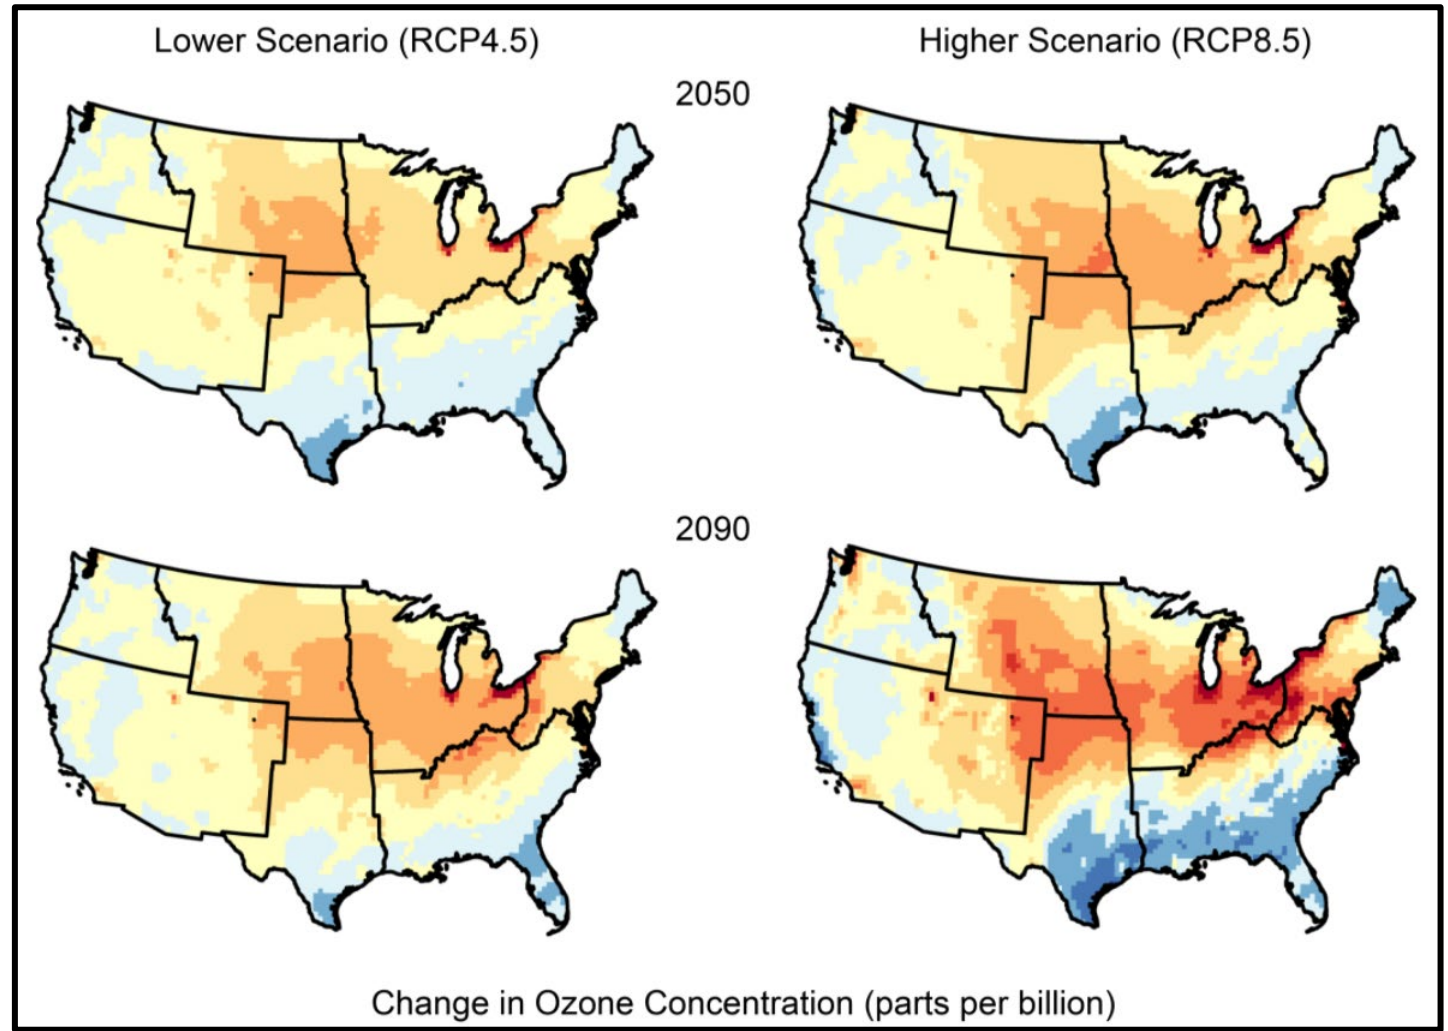 Lower Scenario (RCP4.5)
Higher Scenario (RCP8.5)
2050
2090
Change in Ozone Concentration (parts per billion)